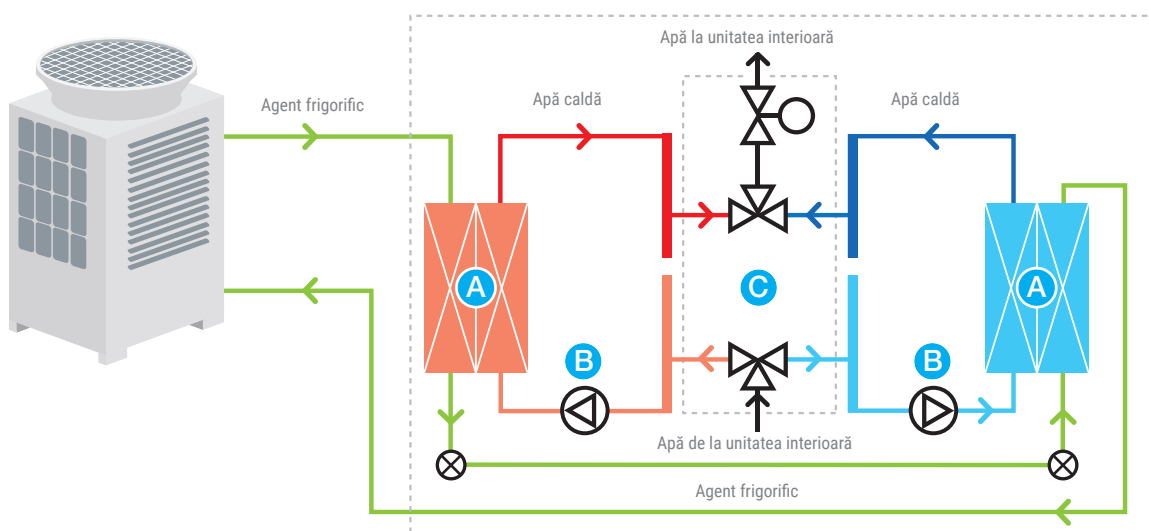 Apă la unitatea interioară
Agent frigorific
Apă caldă
Apă caldă
A
C
A
B
B
Apă de la unitatea interioară
Agent frigorific